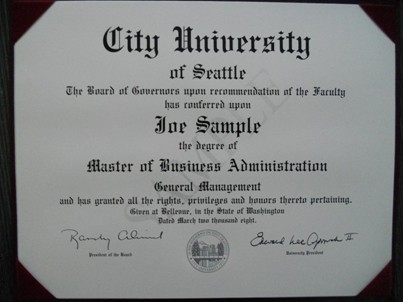 City University
of Seattle
The Board of Governors upon recommendation of the Faculty
has conferred upon
Joe Sample
the degree of
Master of Business Administration
General Management
and has granted all the rights, privileges and honors thereto pertaining.
Given at Bellevue, in the State of Washington
Dated March two thousand eight.
President of the Board
University President
SAMPLE